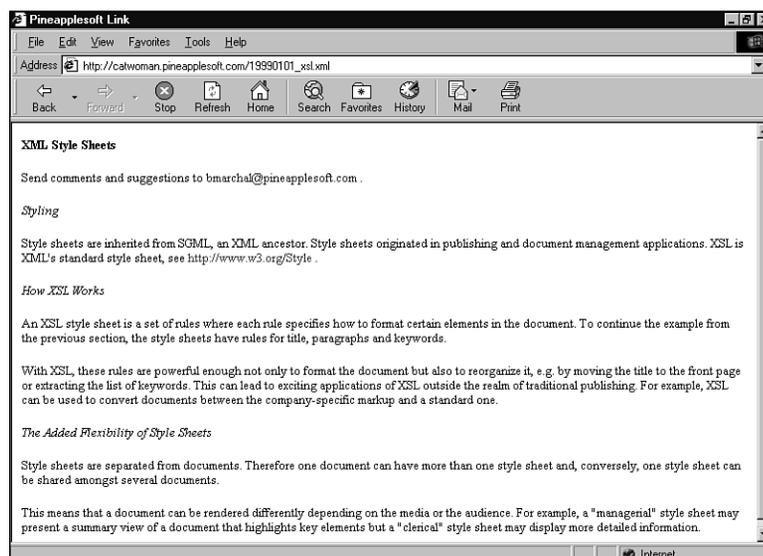 Pineapplesoft Link
File Edit View Favorites Tools Help
Address http://catwoman.pineapplesoft.com/19990101_xsl.xml
Back Forward Stop Refresh Home Search Favorites History Mail Print
XML Style Sheets
Send comments and suggestions to bmarchal@pineapplesoft.com .
Styling
Style sheets are inherited from SGML, an XML ancestor. Style sheets originated in publishing and document management applications. XSL is
XML's standard style sheet, see http://www.w3.org/Style .
How XSL Works
An XSL style sheet is a set of rules where each rule specifies how to format certain elements in the document. To continue the example from
the previous section, the style sheets have rules for title, paragraphs and keywords.
With XSL, these rules are powerful enough not only to format the document but also to reorganize it, e.g. by moving the title to the front page
or extracting the list of keywords. This can lead to exciting applications of XSL outside the realm of traditional publishing. For example, XSL
can be used to convert documents between the company-specific markup and a standard one.
The Added Flexibility of Style Sheets
Style sheets are separated from documents. Therefore one document can have more than one style sheet and, conversely, one style sheet can
be shared amongst several documents.
This means that a document can be rendered differently depending on the media or the audience. For example, a "managerial" style sheet may
present a summary view of a document that highlights key elements but a "clerical" style sheet may display more detailed information.
Internet